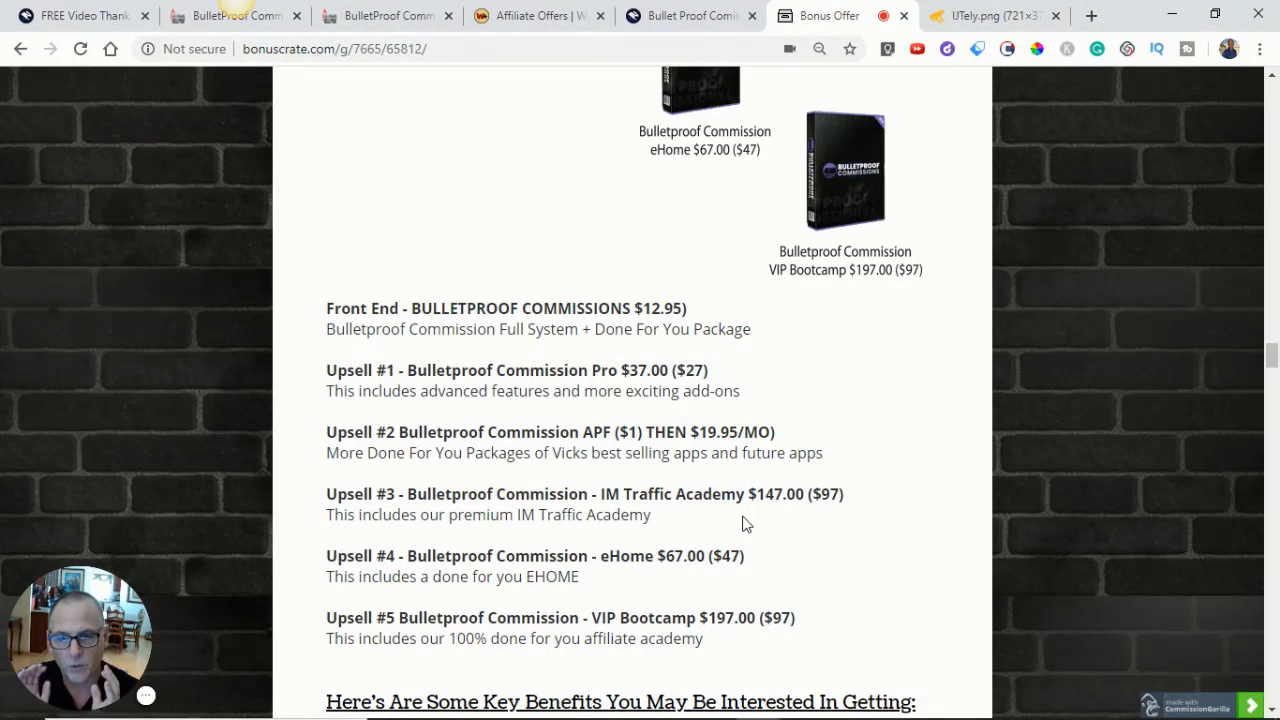 FREE Video Thank
BulletProof Comm
BulletProof Comm
Affiliate Offers | W
Bullet Proof Comis
Bonus Offer
IJTely.png (721×37
Not secure
bonuscrate.com/g/7665/65812/
Bulletproof Commission
eHome $67.00 ($47)
BULLETPROOF
COMMISSIONS
Bulletproof Commission
VIP Bootcamp $197.00 ($97)
Front End - BULLETPROOF COMMISSIONS $12.95)
Bulletproof Commission Full System + Done For You Package
Upsell #1 - Bulletproof Commission Pro $37.00 ($27)
This includes advanced features and more exciting add-ons
Upsell #2 Bulletproof Commission APF ($1) THEN $19.95/MO)
More Done For You Packages of Vicks best selling apps and future apps
Upsell #3 - Bulletproof Commission - IM Traffic Academy $147.00 ($97)
This includes our premium IM Traffic Academy
Upsell #4 - Bulletproof Commission - eHome $67.00 ($47)
This includes a done for you EHOME
Upsell #5 Bulletproof Commission - VIP Bootcamp $197.00 ($97)
This includes our 100% done for you affiliate academy
Here's Are Some Key Benefits You May Be Interested In Getting:
made with
CommissionGorilla